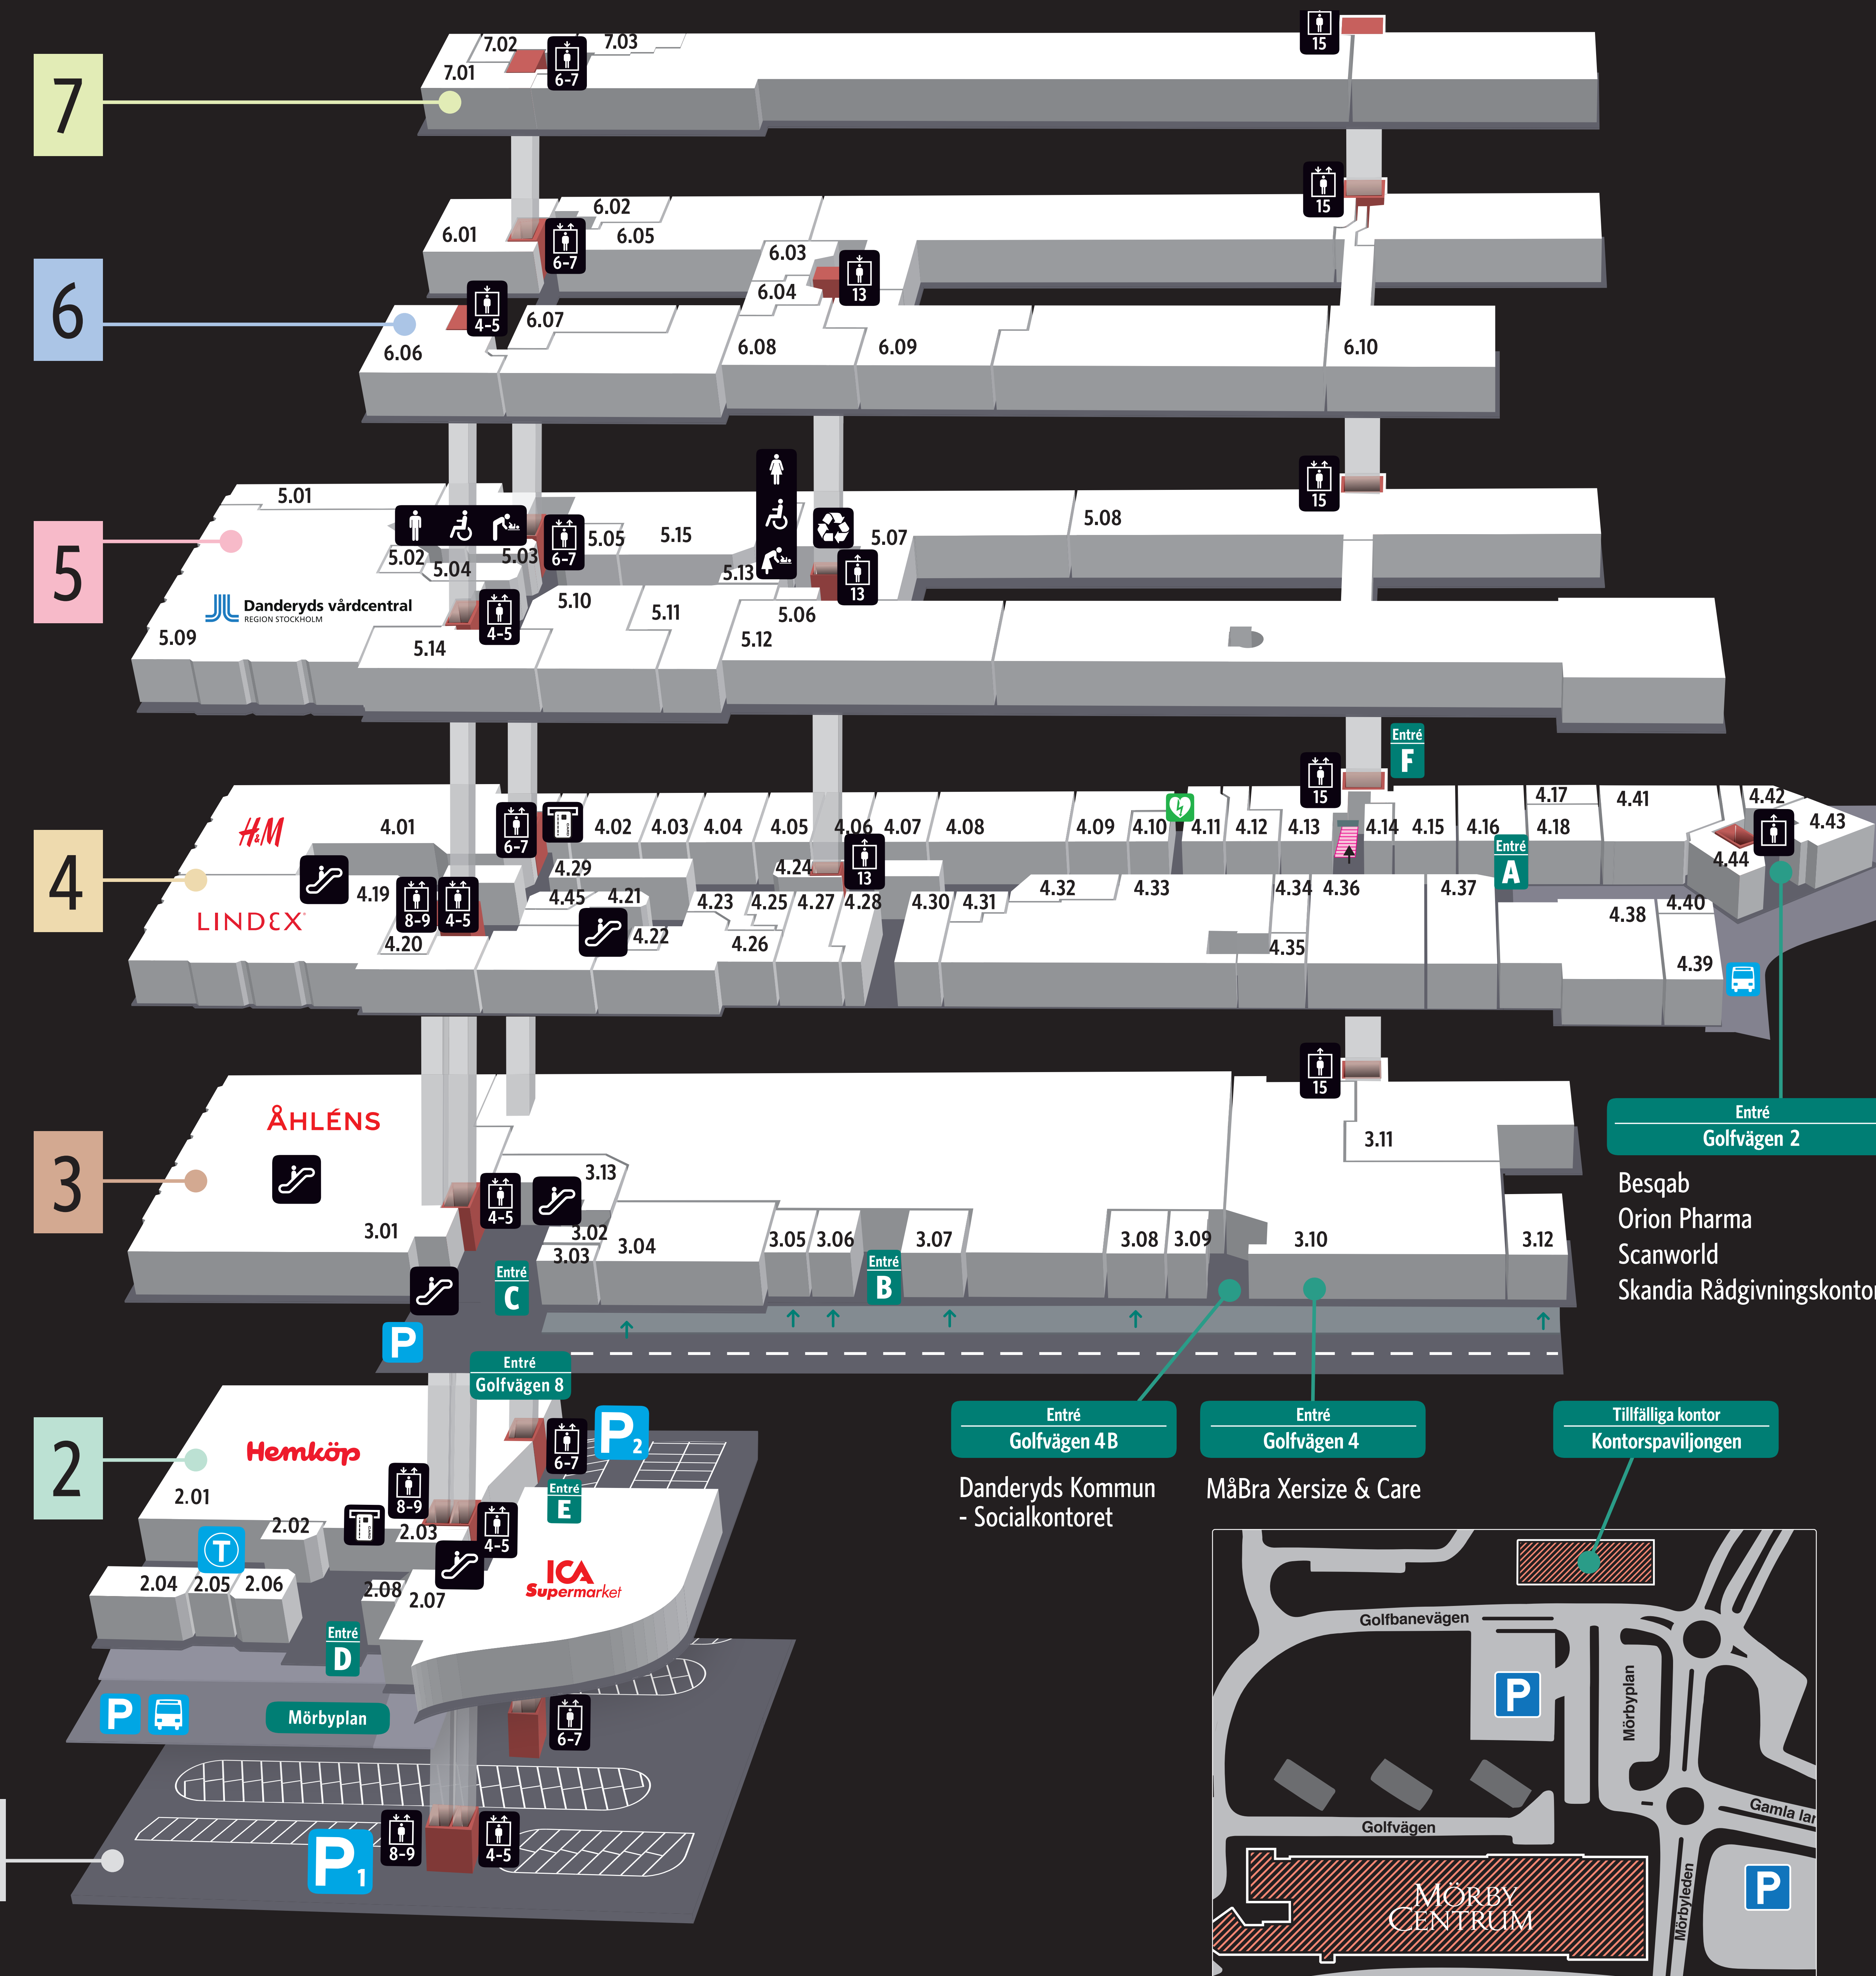 7
7.02
7.03
7.01
6-7
15
6
6.02
6.01
6.05
6-7
15
6.03
6.04
13
4-5
6.07
6.06
6.08
6.09
6.10
5
5.01
5.02
5.03
5.04
6-7
5.05
5.15
5.13
5.07
5.08
15
13
Danderyds vårdcentral
REGION STOCKHOLM
5.09
5.14
4-5
5.10
5.11
5.12
5.06
4
H&M
4.01
6-7
4.02
4.03
4.04
4.05
4.06
4.07
4.08
4.09
4.10
4.11
4.12
4.13
15
Entré
F
4.14
4.15
4.16
4.17
4.18
4.41
4.42
4.43
4.44
Entré
A
LINDEX
4.19
4.20
8-9
4-5
4.29
4.45
4.21
4.22
4.23
4.24
13
4.25
4.26
4.27
4.28
4.30
4.31
4.32
4.33
4.34
4.35
4.36
4.37
4.38
4.40
4.39
3
ÅHLÉNS
3.01
4-5
3.13
3.02
3.03
3.04
3.05
3.06
3.07
3.08
3.09
3.10
3.11
3.12
15
Entré
C
Entré
B
P
Entré
Golfvägen 2
Besqab
Orion Pharma
Scanworld
Skandia Rådgivningskontor
Entré
Golfvägen 8
Entré
Golfvägen 4B
Danderyds Kommun
- Socialkontoret
Entré
Golfvägen 4
MåBra Xersize & Care
Tillfälliga kontor
Kontorspaviljongen
2
Hemköp
2.01
2.02
2.03
8-9
4-5
6-7
P2
Entré
E
T
2.04
2.05
2.06
2.08
2.07
ICA
Supermarket
Entré
D
P
Mörbyplan
6-7
8-9
4-5
P1
Golfbanevägen
Mörbyplan
P
Golfvägen
Gamla
Mörbyleden
P
MÖRBY
CENTRUM